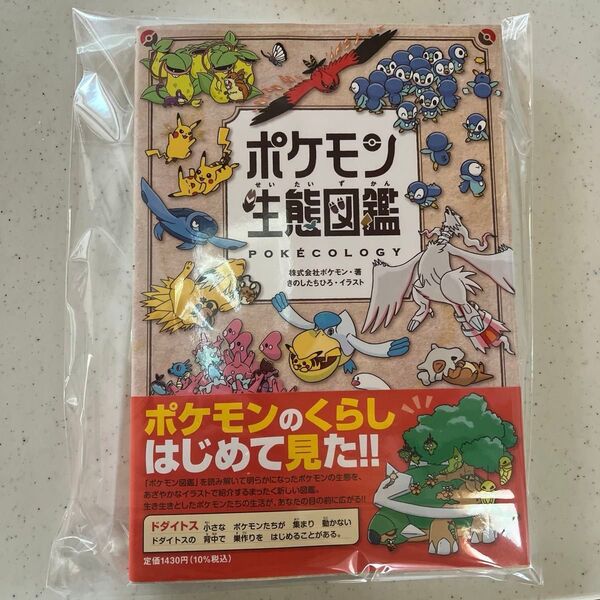 ポケモン
せいたいずかん
生態図鑑
POKÉCOLOGY
株式会社ポケモン・著
きのしたちひろ・イラスト
ポケモンのくらし
はじめて見た!!
「ポケモン図鑑」を読み解いて明らかになったポケモンの生態を、
あざやかなイラストで紹介するまったく新しい図鑑。
生き生きとしたポケモンたちの生活が、あなたの目の前に広がる!!
ドダイトス 小さな ポケモンたちが 集まり 動かない
ドダイトスの 背中で 巣作りを はじめることがある。
定価1430円(10%税込)